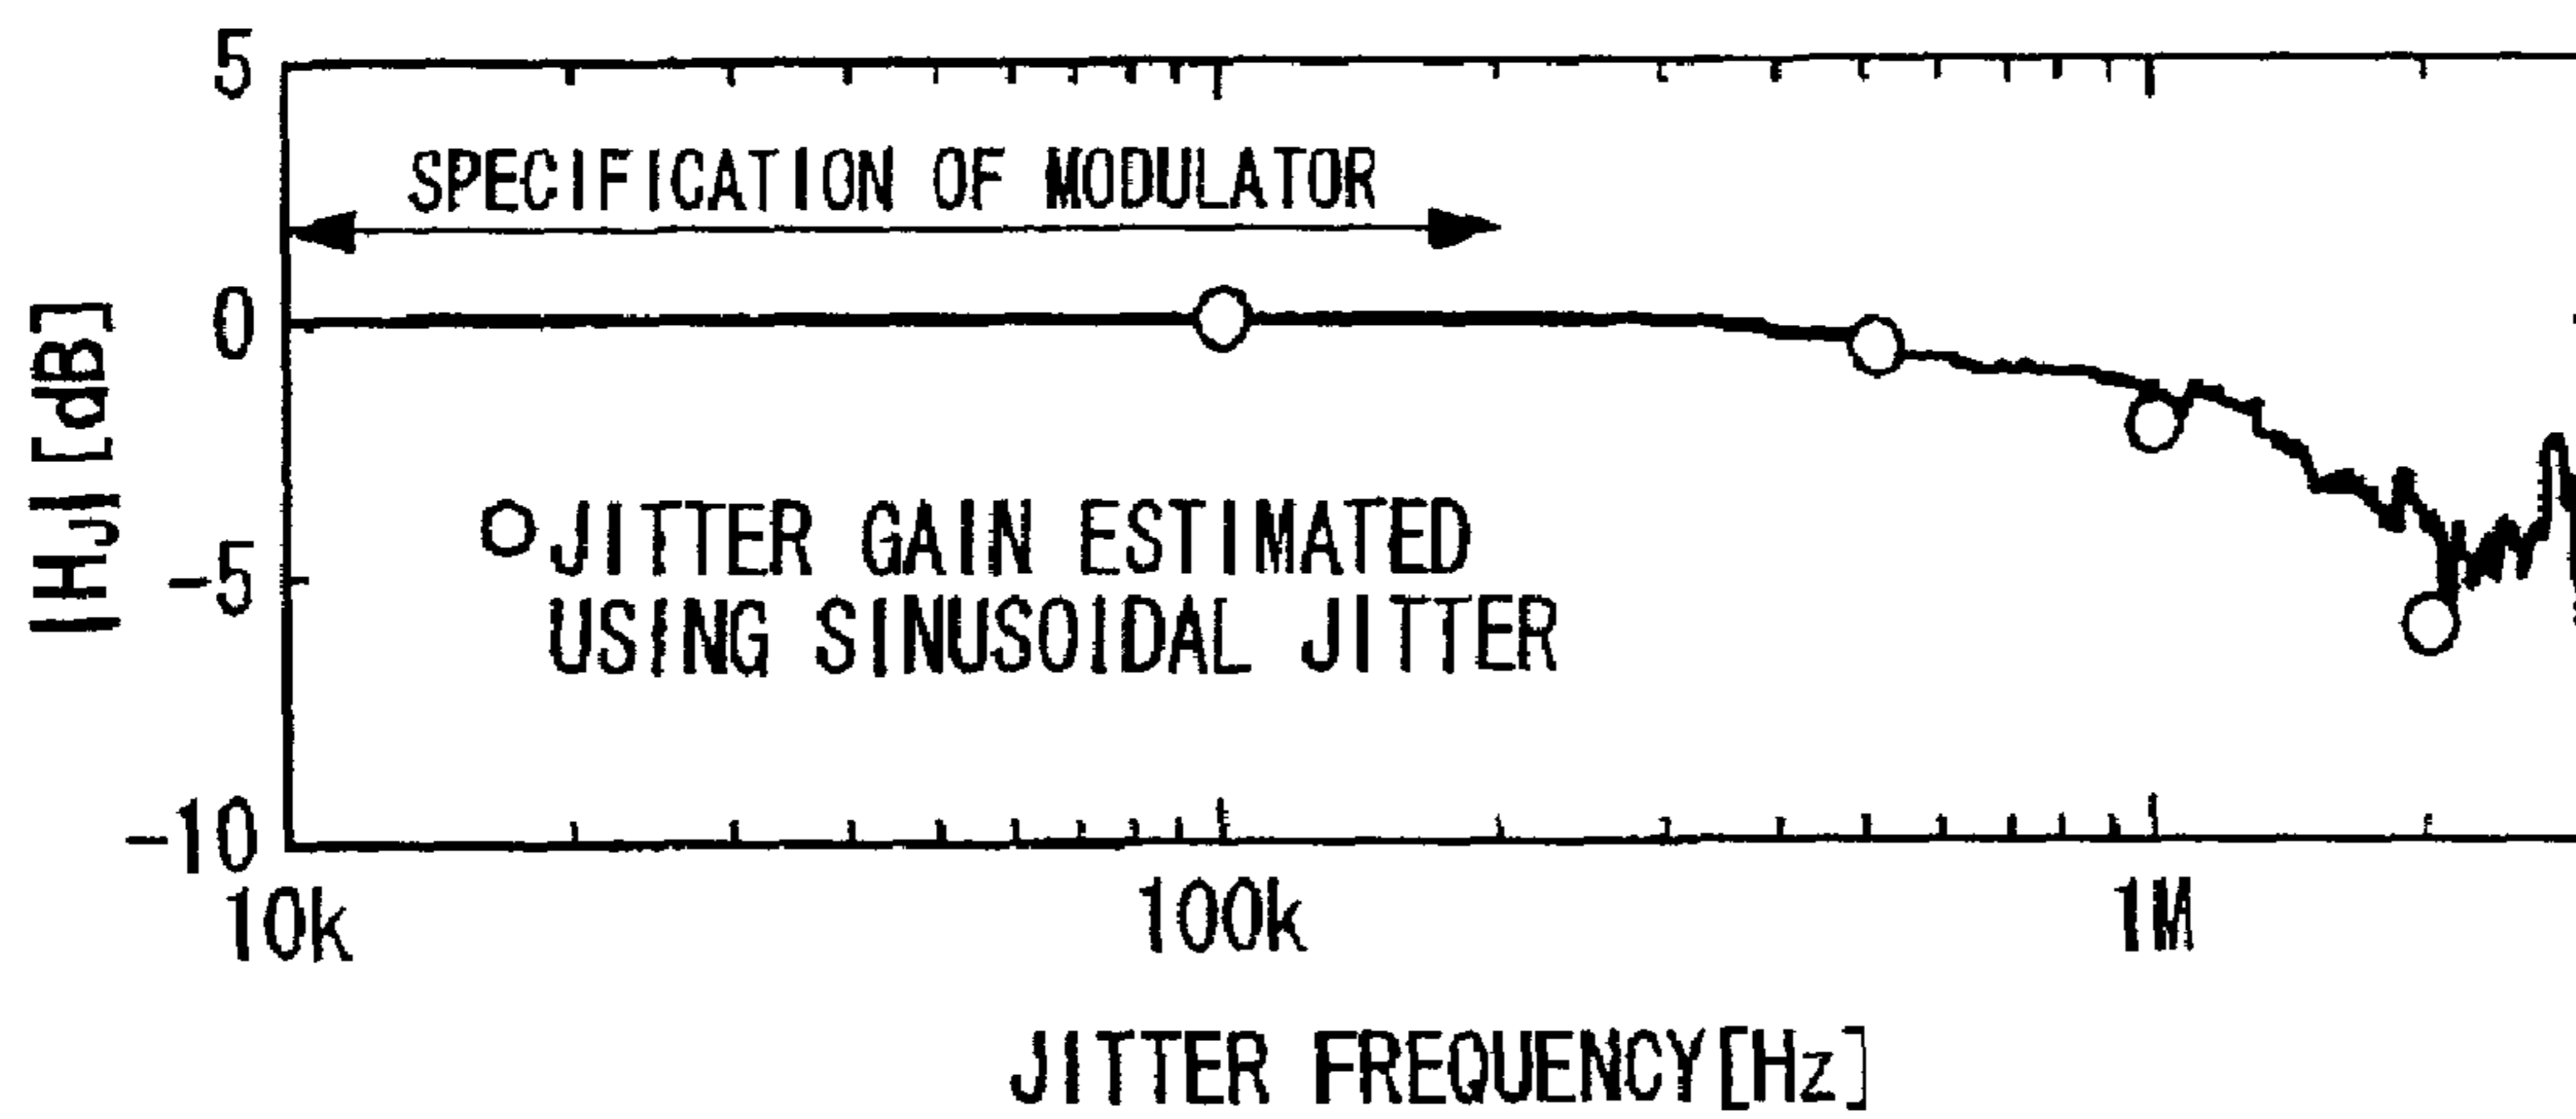 5
SPECIFICATION OF MODULATOR
0
|HJ|[dB]
JITTER GAIN ESTIMATED
-5
USING SINUSOIDAL JITTER
-10
10k 100k 1M
JITTER FREQUENCY[Hz]